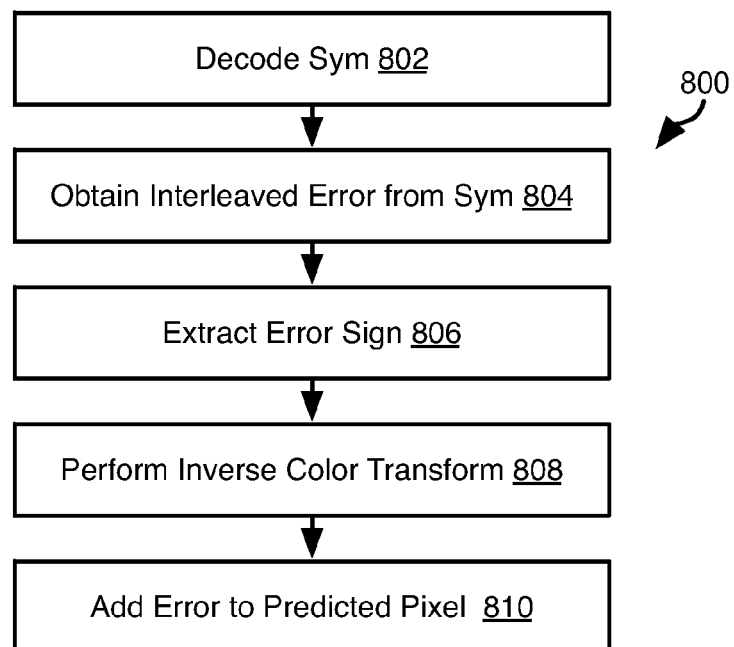 Decode Sym 802
800
Obtain Interleaved Error from Sym 804
Extract Error Sign 806
Perform Inverse Color Transform 808
Add Error to Predicted Pixel 810